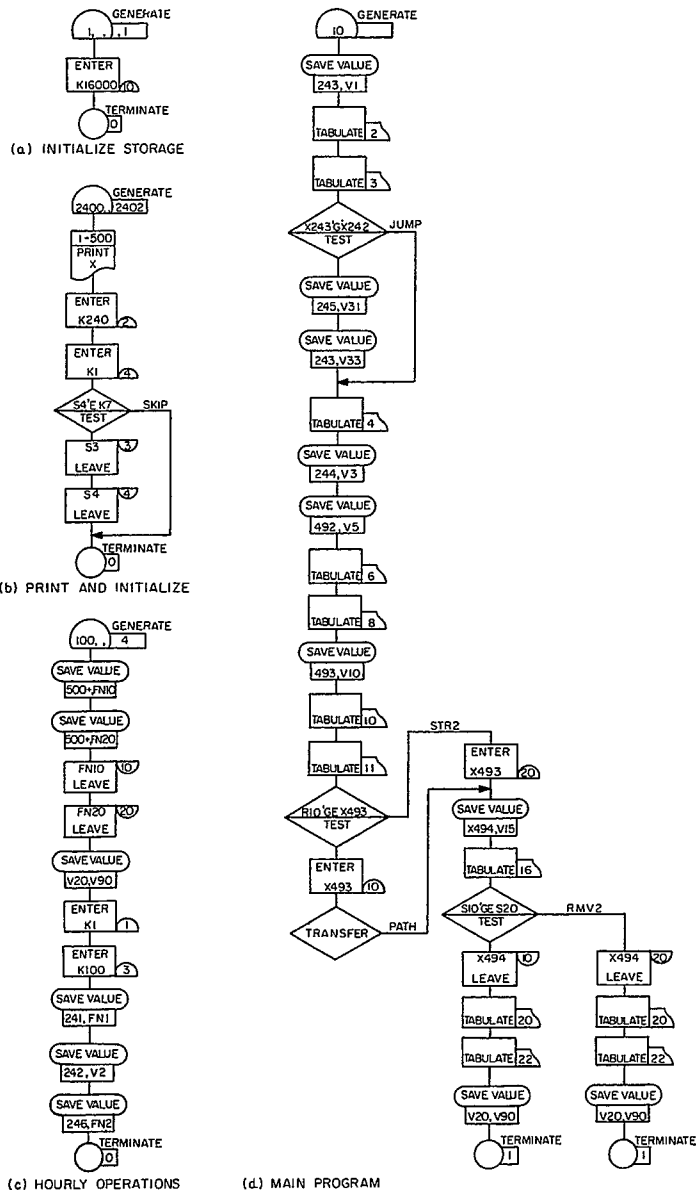 GENERATE
1, , ,1
ENTER
K16000
10
TERMINATE
0
(a) INITIALIZE STORAGE
GENERATE
2400,, 2402
1-500
PRINT
X
ENTER
K240
2
ENTER
K1
4
S4'E K7
TEST
SKIP
S3
3
LEAVE
S4
4
LEAVE
TERMINATE
0
(b) PRINT AND INITIALIZE
GENERATE
100,, 4
SAVE VALUE
500+,FN10
SAVE VALUE
500+,FN20
FN10
10
LEAVE
FN20
20
LEAVE
SAVE VALUE
V20,V90
ENTER
K1
1
ENTER
K100
3
SAVE VALUE
241, FN1
SAVE VALUE
242, V2
SAVE VALUE
246,FN2
TERMINATE
0
(c) HOURLY OPERATIONS
GENERATE
10
SAVE VALUE
243, V1
TABULATE 2
TABULATE 3
X243'G'X242
TEST
JUMP
SAVE VALUE
245,V31
SAVE VALUE
243,V33
TABULATE 4
SAVE VALUE
244, V3
SAVE VALUE
492, V5
TABULATE 6
TABULATE 8
SAVE VALUE
493,V10
TABULATE 10
TABULATE 11
R10'GE X493
TEST
STR2
ENTER
X493
10
TRANSFER
PATH
ENTER
X493
20
SAVE VALUE
X494,V15
TABULATE 16
S10'GE S20
TEST
RMV2
X494
10
LEAVE
TABULATE 20
TABULATE 22
SAVE VALUE
V20,V90
TERMINATE
1
X494
20
LEAVE
TABULATE 20
TABULATE 22
SAVE VALUE
V20,V90
TERMINATE
1
(d) MAIN PROGRAM